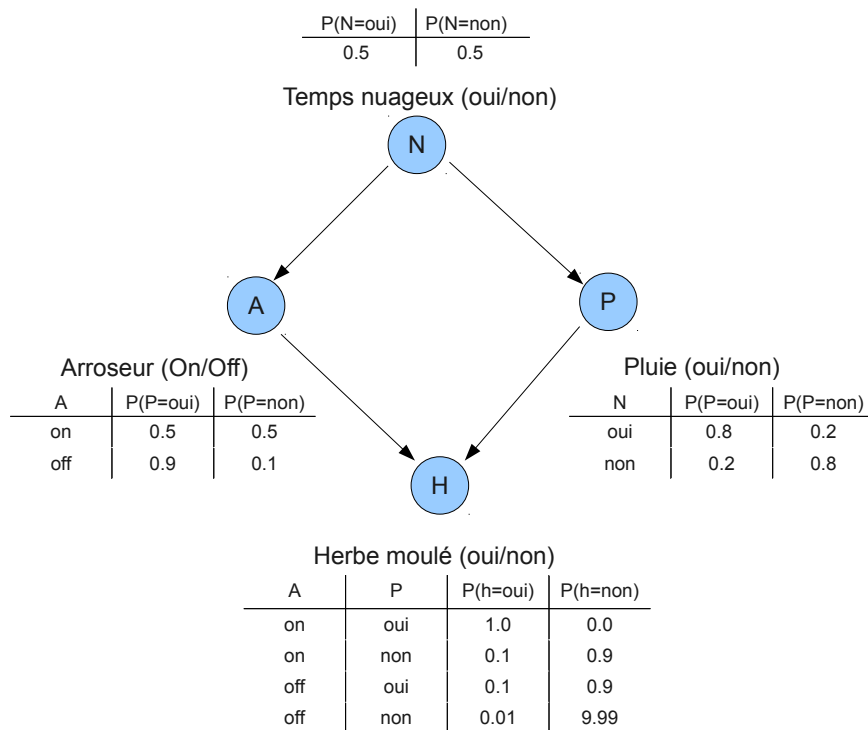 P(N=oui) P(N=non)
0.5 0.5
Temps nuageux (oui/non)
N
A
P
Arroseur (On/Off)
A P(P=oui) P(P=non)
on 0.5 0.5
off 0.9 0.1
Pluie (oui/non)
N P(P=oui) P(P=non)
oui 0.8 0.2
non 0.2 0.8
H
Herbe moulé (oui/non)
A P P(h=oui) P(h=non)
on oui 1.0 0.0
on non 0.1 0.9
off oui 0.1 0.9
off non 0.01 9.99